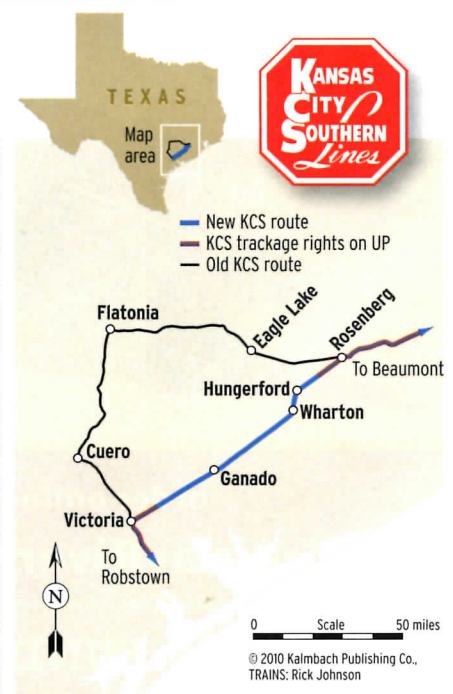 TEXAS
Map
area
KANSAS
CITY
SOUTHERN
Lines
New KCS route
KCS trackage rights on UP
Old KCS route
Flatonia
Eagle Lake
Rosenberg
To Beaumont
Hungerford
Wharton
Cuero
Ganado
Victoria
To
Robstown
N
0 Scale 50 miles
© 2010 Kalmbach Publishing Co.,
TRAINS: Rick Johnson